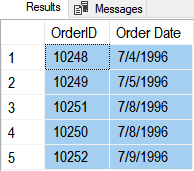 Results Messages
OrderID Order Date
1 10248 7/4/1996
2 10249 7/5/1996
3 10251 7/8/1996
4 10250 7/8/1996
5 10252 7/9/1996